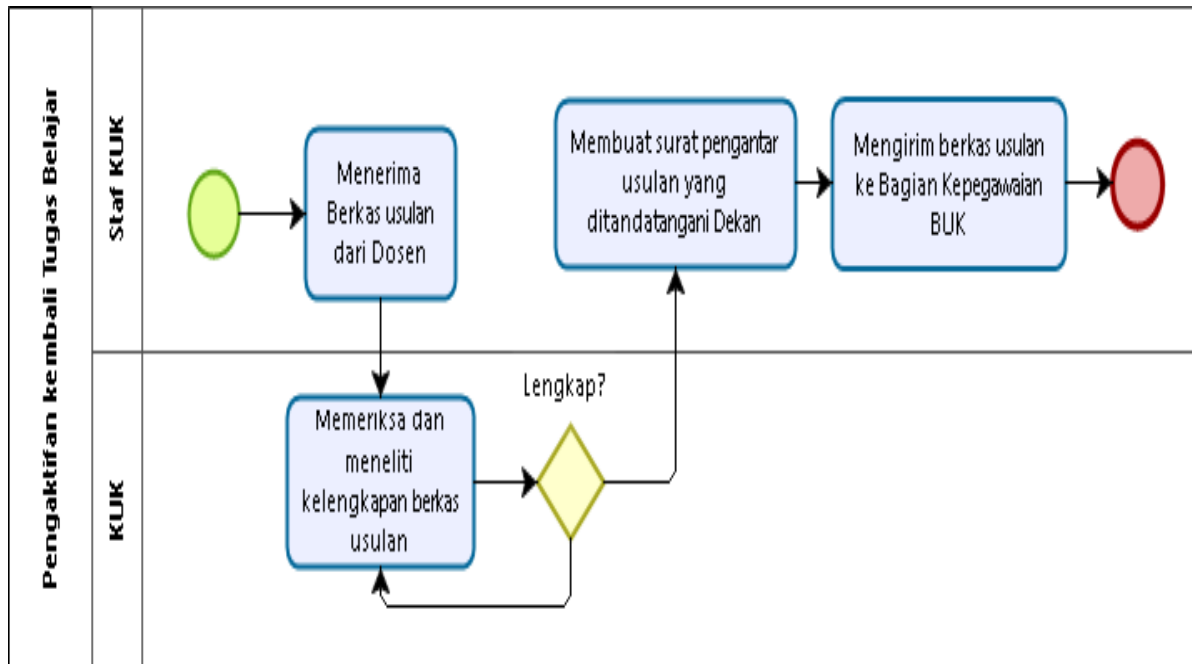 Pengaktifan kembali Tugas Belajar
Staf KUK
Menerima
Berkas usulan
dari Dosen
Membuat surat pengantar
usulan yang
ditandatangani Dekan
Mengirim berkas usulan
ke Bagian Kepegawaian
BUK
KUK
Memeriksa dan
meneliti
kelengkapan berkas
usulan
Lengkap?